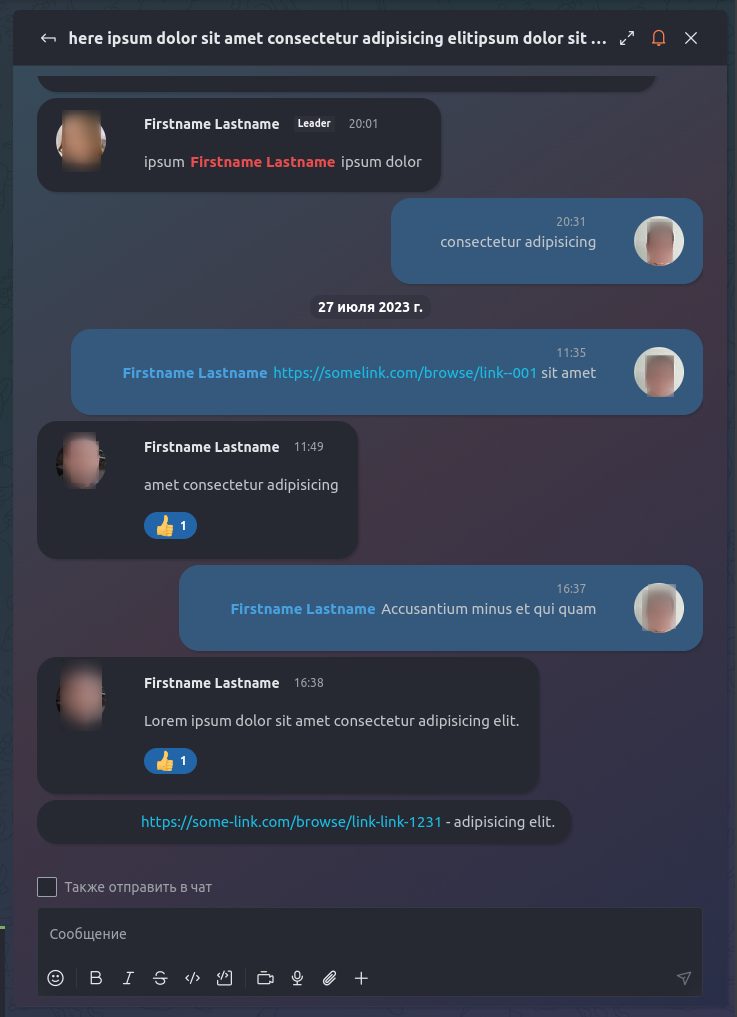 here ipsum dolor sit amet consectetur adipisicing elitipsum dolor sit ...
Firstname Lastname Leader 20:01
ipsum Firstname Lastname ipsum dolor
20:31
consectetur adipisicing
27 июля 2023 г.
11:35
Firstname Lastname https://somelink.com/browse/link--001 sit amet
Firstname Lastname 11:49
amet consectetur adipisicing
1
16:37
Firstname Lastname Accusantium minus et qui quam
Firstname Lastname 16:38
Lorem ipsum dolor sit amet consectetur adipisicing elit.
1
https://some-link.com/browse/link-link-1231 - adipisicing elit.
Также отправить в чат
Сообщение